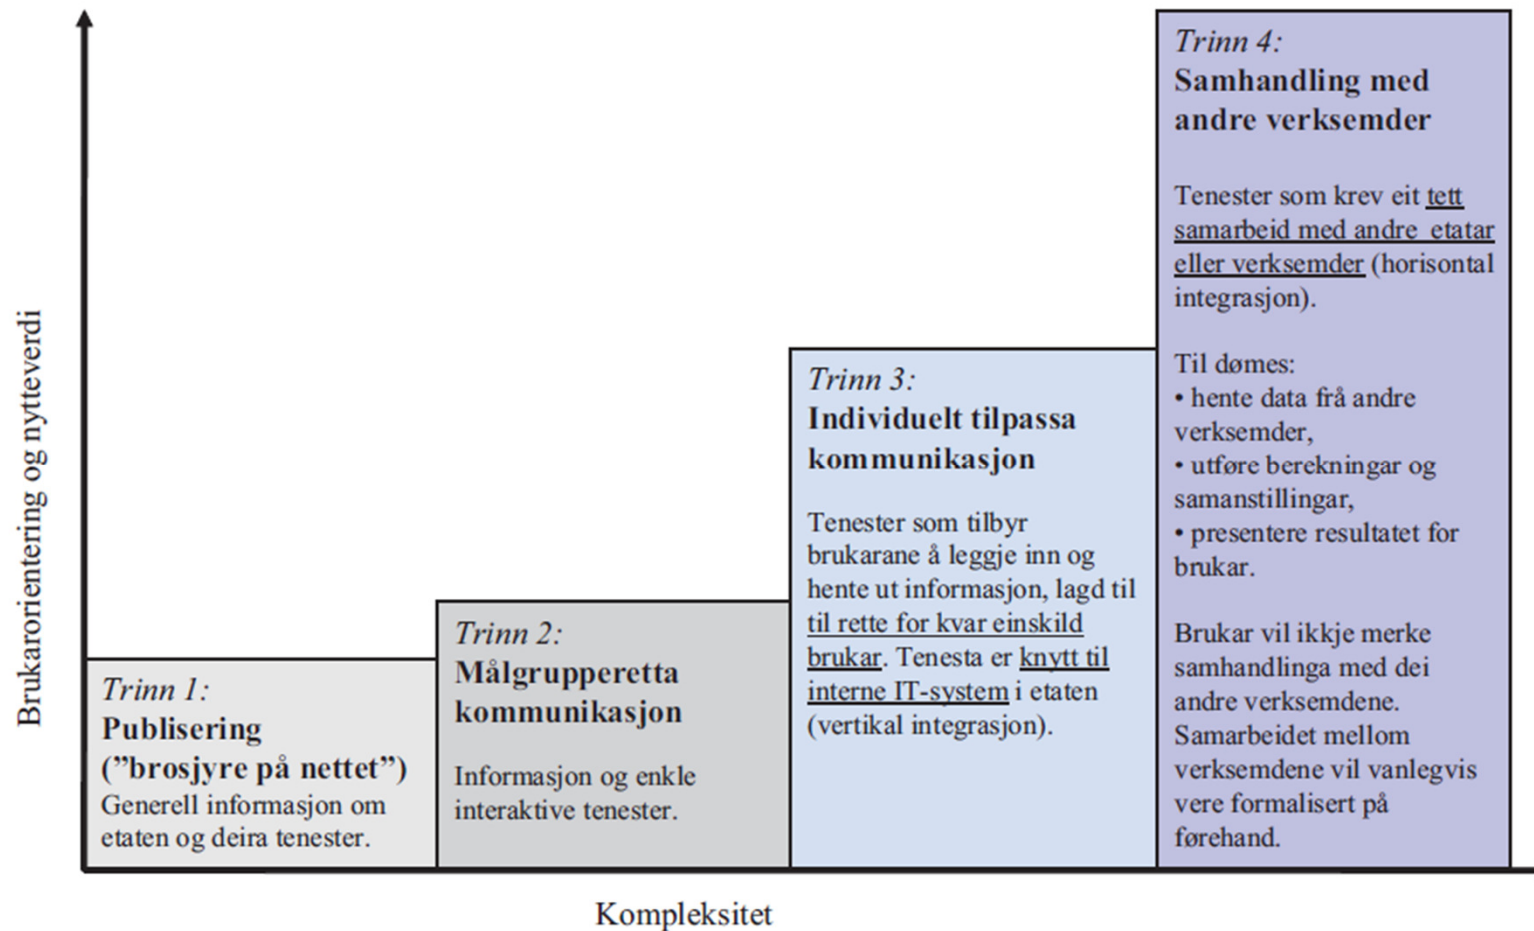 Brukarorientering og nytteverdi
Trinn 1:
Publisering
(”brosjyre på nettet”)
Generell informasjon om
etaten og deira tenester.
Trinn 2:
Målgrupperetta
kommunikasjon
Informasjon og enkle
interaktive tenester.
Trinn 3:
Individuelt tilpassa
kommunikasjon
Tenester som tilbyr
brukarane å leggje inn og
hente ut informasjon, lagd til
til rette for kvar einskild
brukar. Tenesta er knytt til
interne IT-system i etaten
(vertikal integrasjon).
Trinn 4:
Samhandling med
andre verksemder
Tenester som krev eit tett
samarbeid med andre etatar
eller verksemder (horisontal
integrasjon).
Til dømes:
• hente data frå andre
verksemder,
• utføre berekningar og
samanstillingar,
• presentere resultatet for
brukar.
Brukar vil ikkje merke
samhandlinga med dei
andre verksemdene.
Samarbeidet mellom
verksemdene vil vanlegvis
vere formalisert på
førehand.
Kompleksitet